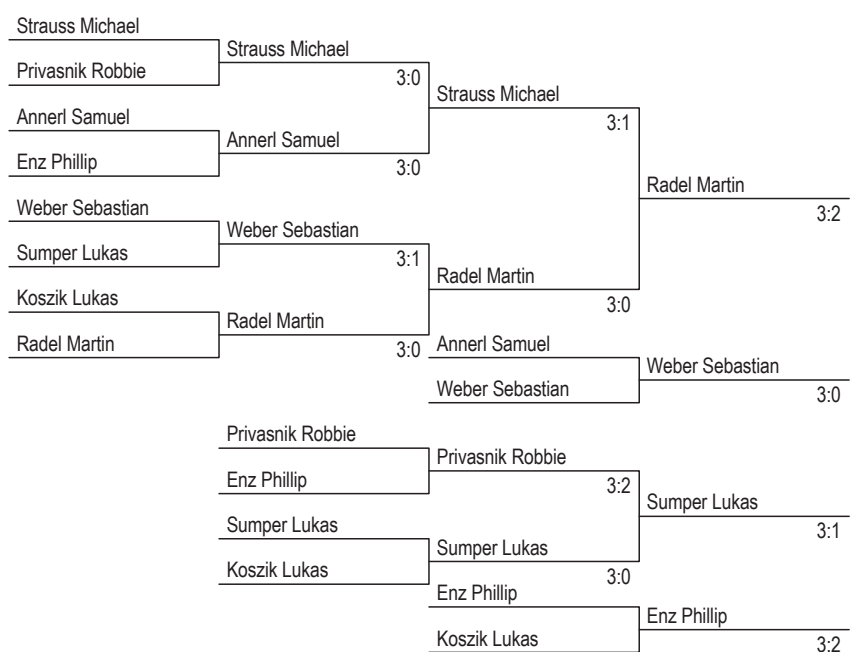 Strauss Michael
Strauss Michael
Privasnik Robbie
3:0
Strauss Michael
Annerl Samuel
3:1
Annerl Samuel
Enz Phillip
3:0
Radel Martin
Weber Sebastian
3:2
Weber Sebastian
Sumper Lukas
3:1
Radel Martin
Koszik Lukas
3:0
Radel Martin
Radel Martin
3:0
Annerl Samuel
Weber Sebastian
Weber Sebastian
3:0
Privasnik Robbie
Privasnik Robbie
Enz Phillip
3:2
Sumper Lukas
Sumper Lukas
3:1
Sumper Lukas
Koszik Lukas
3:0
Enz Phillip
Enz Phillip
Koszik Lukas
3:2